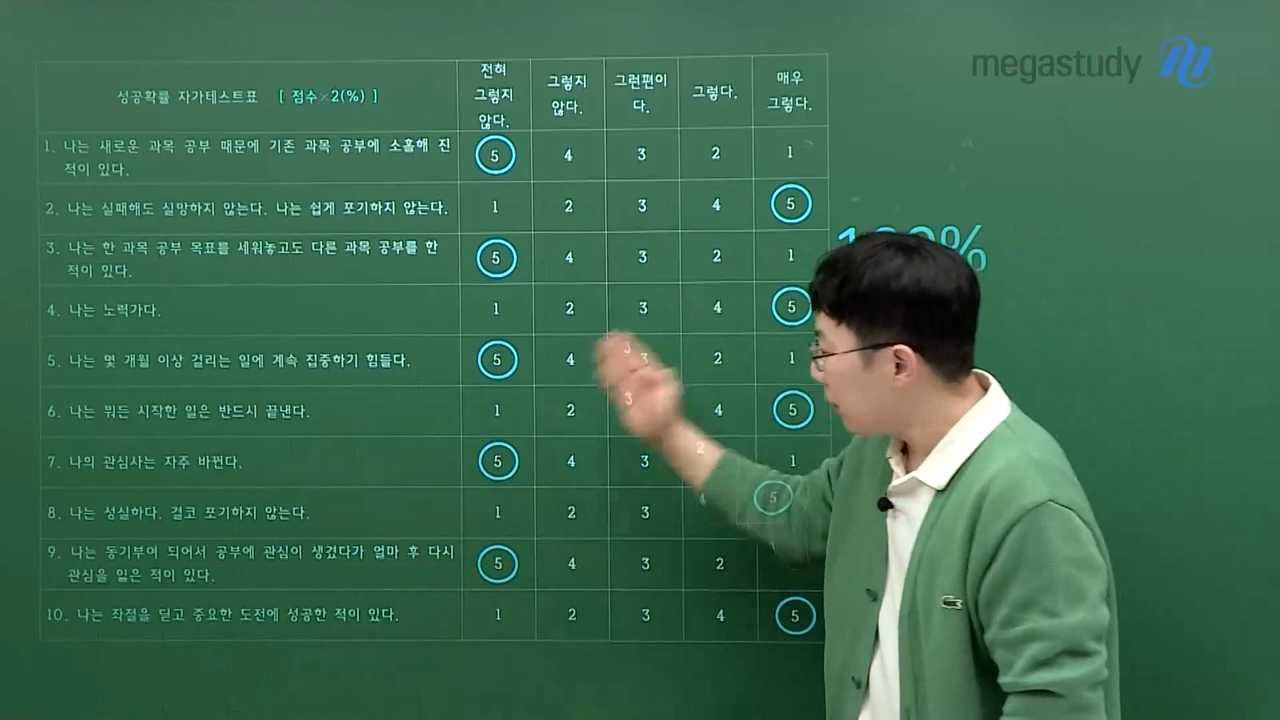 megastudy
성공확률 자가테스트표 [ 점수×2(%) ]
전혀
그렇지
않다.
그렇지
않다.
그런편이
다.
그렇다.
매우
그렇다.
1. 나는 새로운 과목 공부 때문에 기존 과목 공부에 소홀해 진
적이 있다.
5 4 3 2 1
2. 나는 실패해도 실망하지 않는다. 나는 쉽게 포기하지 않는다.
1 2 3 4 5
3. 나는 한 과목 공부 목표를 세워놓고도 다른 과목 공부를 한
적이 있다.
5 4 3 2 1
4. 나는 노력가다.
1 2 3 4 5
5. 나는 몇 개월 이상 걸리는 일에 계속 집중하기 힘들다.
5 4 3 2 1
6. 나는 뭐든 시작한 일은 반드시 끝낸다.
1 2 3 4 5
7. 나의 관심사는 자주 바뀐다.
5 4 3 2 1
8. 나는 성실하다. 결코 포기하지 않는다.
1 2 3 4 5
9. 나는 동기부여 되어서 공부에 관심이 생겼다가 얼마 후 다시
관심을 잃은 적이 있다.
5 4 3 2
10. 나는 좌절을 딛고 중요한 도전에 성공한 적이 있다.
1 2 3 4 5